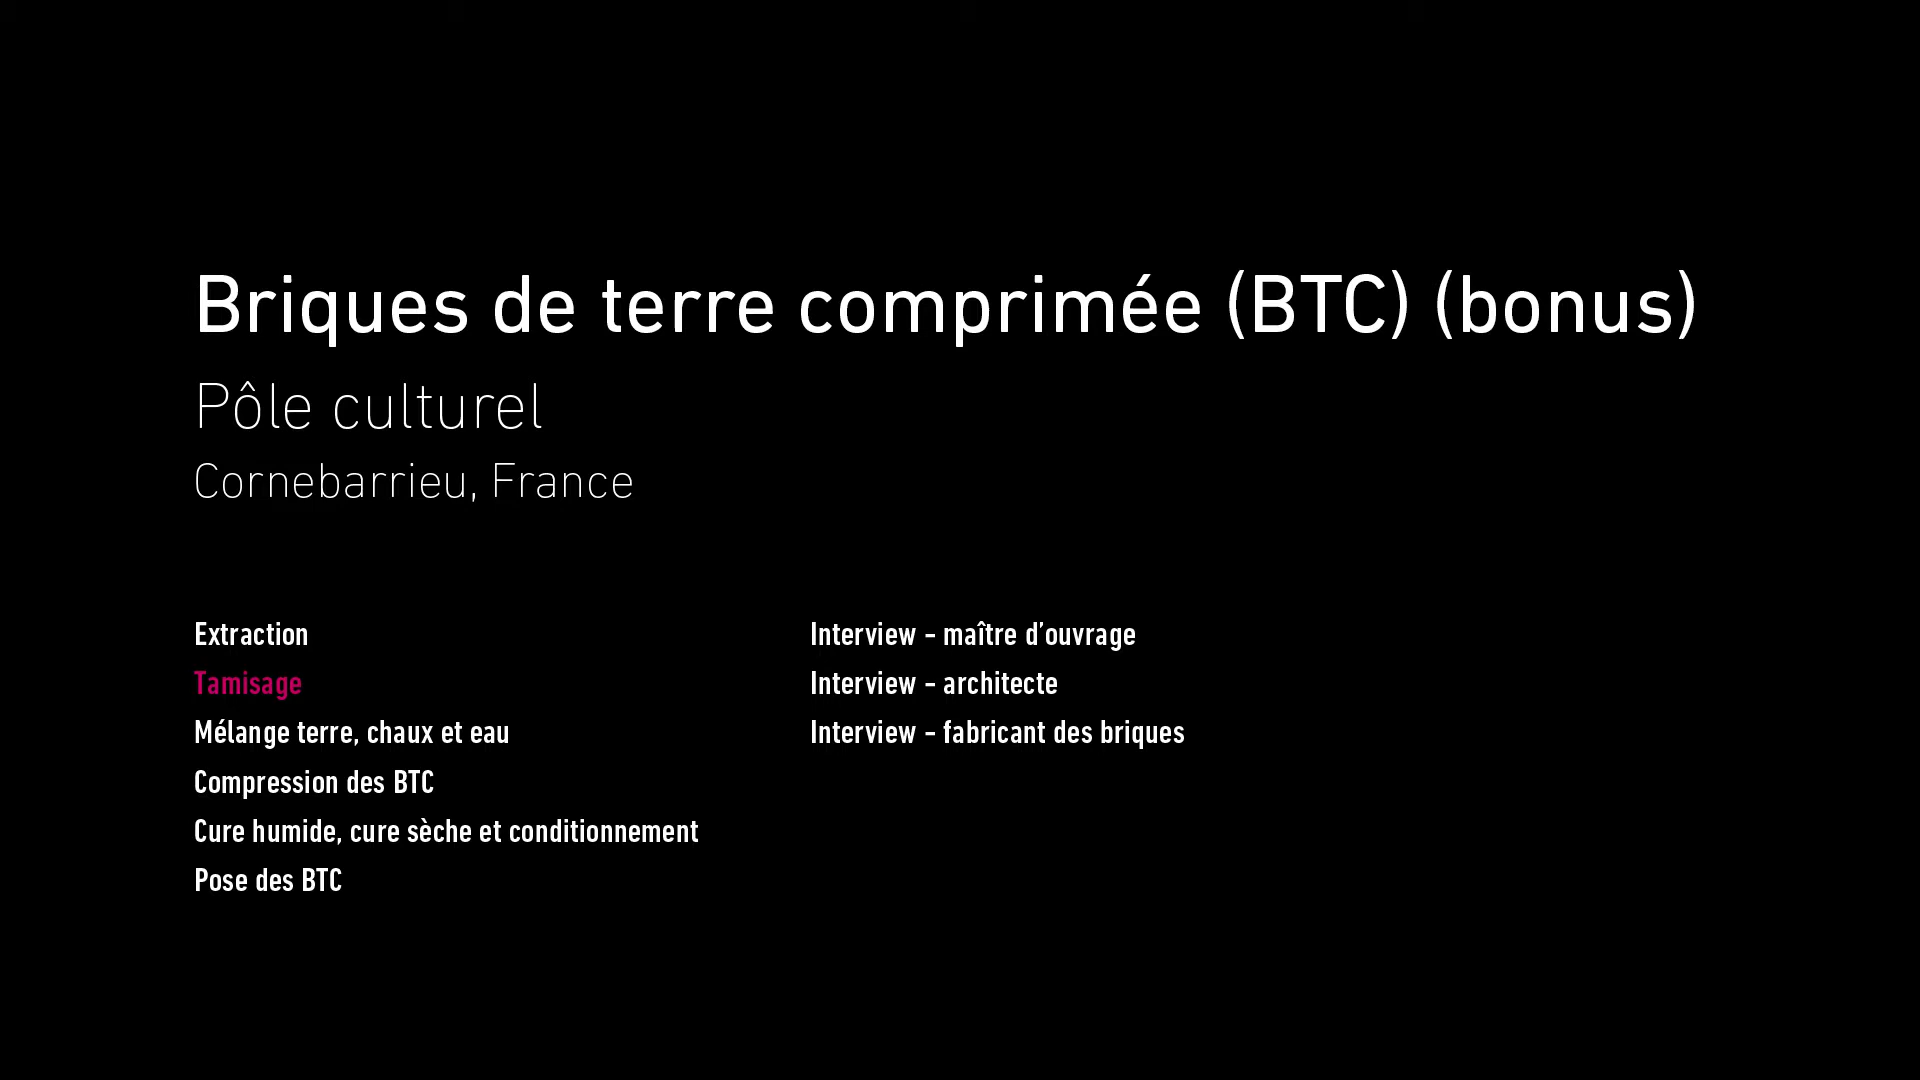 Briques de terre comprimée (BTC) (bonus)
Pôle culturel
Cornebarrieu, France
Extraction
Tamisage
Mélange terre, chaux et eau
Compression des BTC
Cure humide, cure sèche et conditionnement
Pose des BTC
Interview - maître d’ouvrage
Interview - architecte
Interview - fabricant des briques